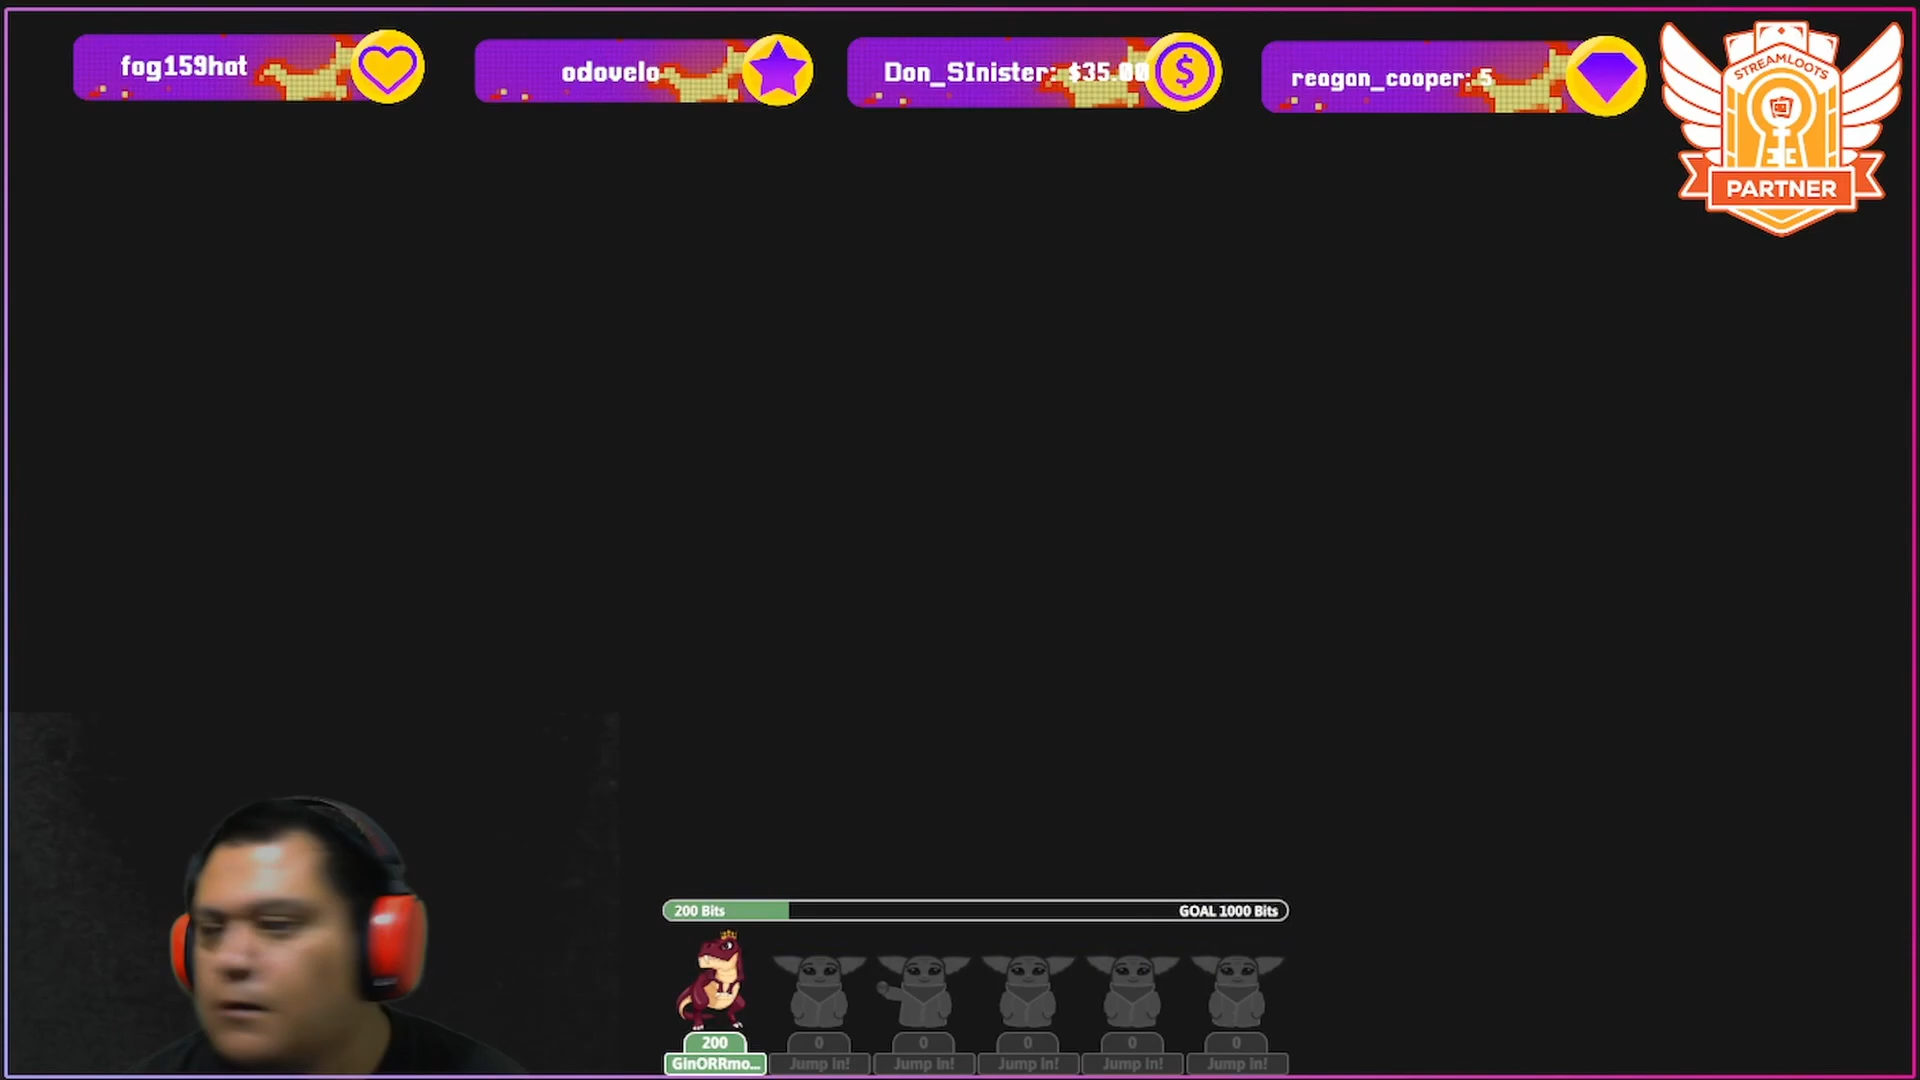 fog159hat
odovelo
Don_SInister: $35.00
reagan_cooper: 5
STREAMLOOTS
PARTNER
200 Bits
GOAL 1000 Bits
200
0
0
0
0
0
GinORRmo...
Jump In!
Jump In!
Jump In!
Jump In!
Jump In!